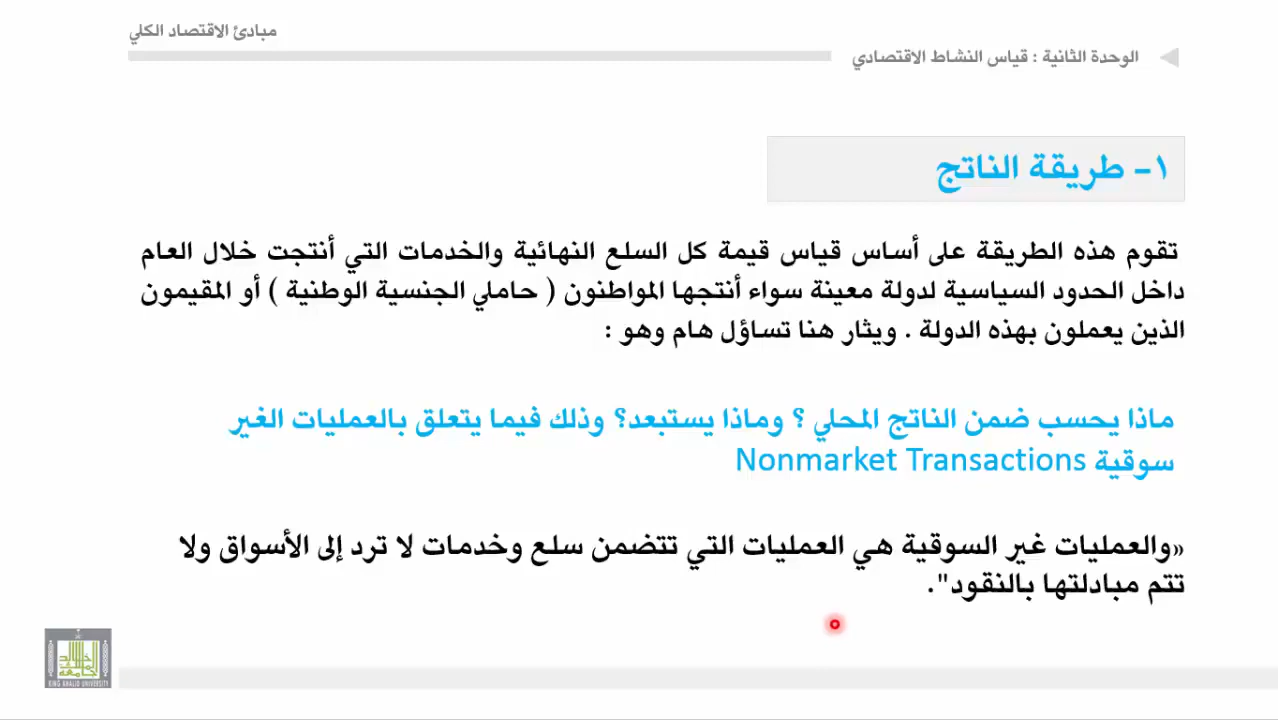 مبادئ الاقتصاد الكلي
الوحدة الثانية : قياس النشاط الاقتصادي
١- طريقة الناتج
تقوم هذه الطريقة على أساس قياس قيمة كل السلع النهائية والخدمات التي أنتجت خلال العام
داخل الحدود السياسية لدولة معينة سواء أنتجها المواطنون ( حاملي الجنسية الوطنية ) أو المقيمون
الذين يعملون بهذه الدولة . ويثار هنا تساؤل هام وهو :
ماذا يحسب ضمن الناتج المحلي ؟ وماذا يستبعد؟ وذلك فيما يتعلق بالعمليات الغير
سوقية Nonmarket Transactions
«والعمليات غير السوقية هي العمليات التي تتضمن سلع وخدمات لا ترد إلى الأسواق ولا
تتم مبادلتها بالنقود".
KING KHALID UNIVERSITY